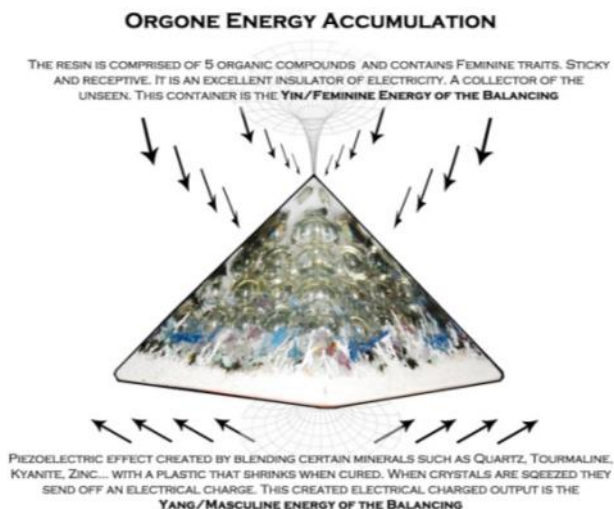 ORGONE ENERGY ACCUMULATION
THE RESIN IS COMPRISED OF 5 ORGANIC COMPOUNDS AND CONTAINS FEMININE TRAITS. STICKY
AND RECEPTIVE. IT IS AN EXCELLENT INSULATOR OF ELECTRICITY. A COLLECTOR OF THE
UNSEEN. THIS CONTAINER IS THE YIN/FEMININE ENERGY OF THE BALANCING
PIEZOELECTRIC EFFECT CREATED BY BLENDING CERTAIN MINERALS SUCH AS QUARTZ, TOURMALINE,
KYANITE, ZINC... WITH A PLASTIC THAT SHRINKS WHEN CURED. WHEN CRYSTALS ARE SQEEZED THEY
SEND OFF AN ELECTRICAL CHARGE. THIS CREATED ELECTRICAL CHARGED OUTPUT IS THE
YANG/MASCULINE ENERGY OF THE BALANCING